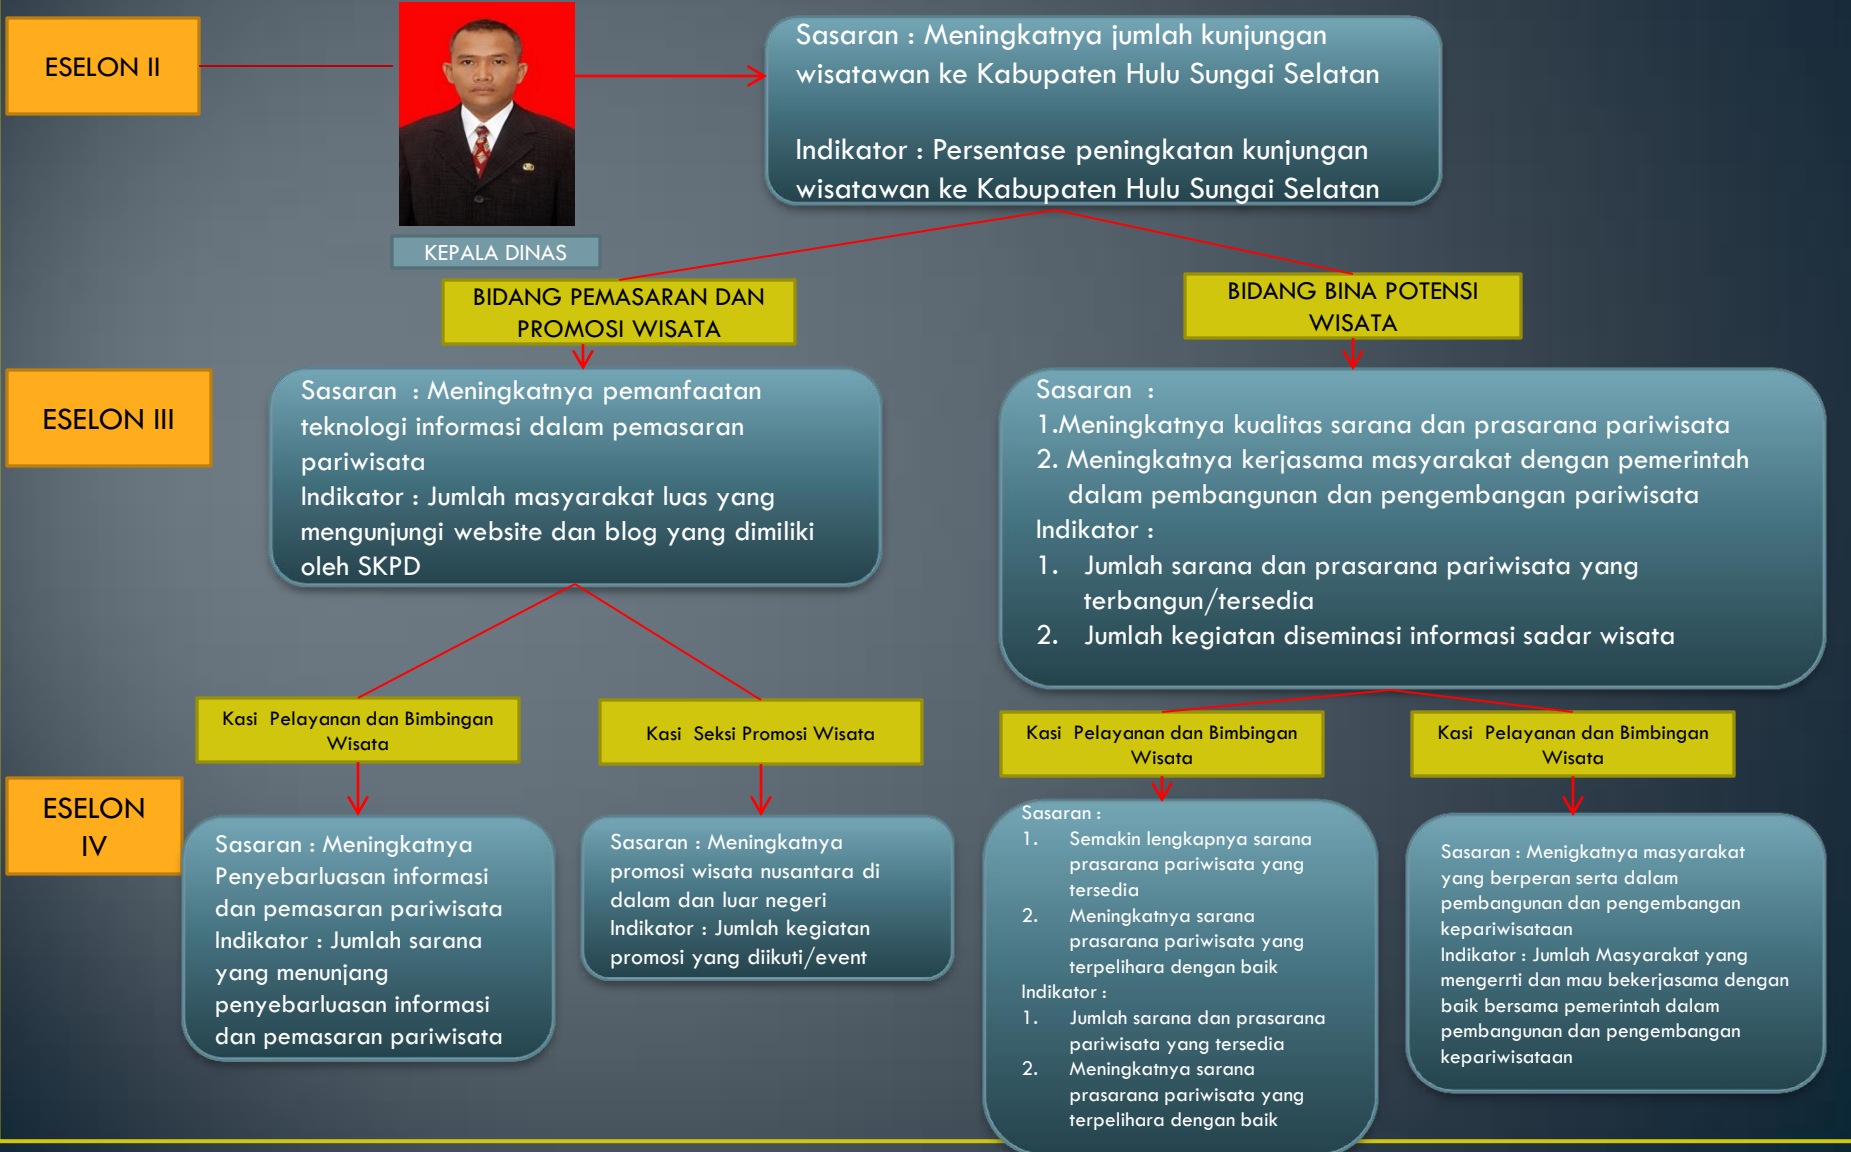 ESELON II
Sasaran : Meningkatnya jumlah kunjungan
wisatawan ke Kabupaten Hulu Sungai Selatan
Indikator : Persentase peningkatan kunjungan
wisatawan ke Kabupaten Hulu Sungai Selatan
KEPALA DINAS
BIDANG PEMASARAN DAN
PROMOSI WISATA
BIDANG BINA POTENSI
WISATA
ESELON III
Sasaran : Meningkatnya pemanfaatan
teknologi informasi dalam pemasaran
pariwisata
Indikator : Jumlah masyarakat luas yang
mengunjungi website dan blog yang dimiliki
oleh SKPD
Sasaran :
1.Meningkatnya kualitas sarana dan prasarana pariwisata
2. Meningkatnya kerjasama masyarakat dengan pemerintah
dalam pembangunan dan pengembangan pariwisata
Indikator :
1. Jumlah sarana dan prasarana pariwisata yang
terbangun/tersedia
2. Jumlah kegiatan diseminasi informasi sadar wisata
Kasi Pelayanan dan Bimbingan
Wisata
Kasi Seksi Promosi Wisata
Kasi Pelayanan dan Bimbingan
Wisata
Kasi Pelayanan dan Bimbingan
Wisata
ESELON
IV
Sasaran : Meningkatnya
Penyebarluasan informasi
dan pemasaran pariwisata
Indikator : Jumlah sarana
yang menunjang
penyebarluasan informasi
dan pemasaran pariwisata
Sasaran : Meningkatnya
promosi wisata nusantara di
dalam dan luar negeri
Indikator : Jumlah kegiatan
promosi yang diikuti/event
Sasaran :
1. Semakin lengkapnya sarana
prasarana pariwisata yang
tersedia
2. Meningkatnya sarana
prasarana pariwisata yang
terpelihara dengan baik
Indikator :
1. Jumlah sarana dan prasarana
pariwisata yang tersedia
2. Meningkatnya sarana
prasarana pariwisata yang
terpelihara dengan baik
Sasaran : Menigkatnya masyarakat
yang berperan serta dalam
pembangunan dan pengembangan
kepariwisataan
Indikator : Jumlah Masyarakat yang
mengerrti dan mau bekerjasama dengan
baik bersama pemerintah dalam
pembangunan dan pengembangan
kepariwisataan